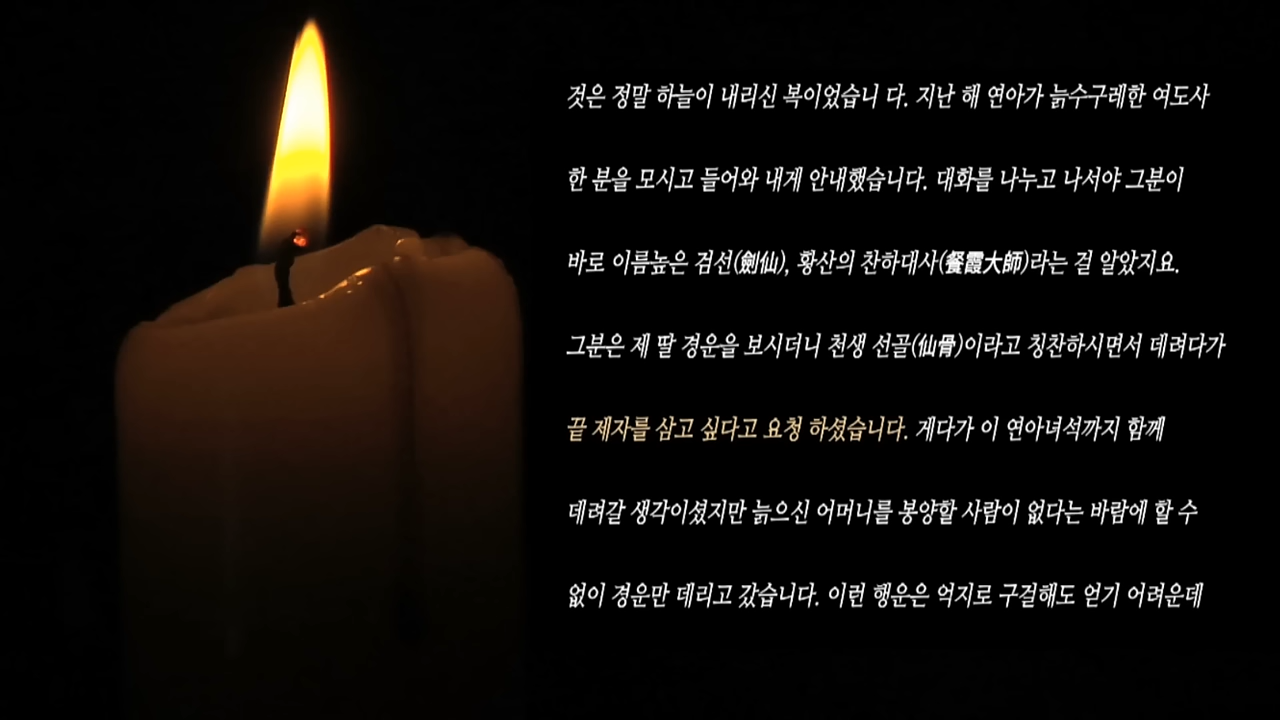 것은 정말 하늘이 내리신 복이었습니 다. 지난 해 연아가 늙수구레한 여도사
한 분을 모시고 들어와 내게 안내했습니다. 대화를 나누고 나서야 그분이
바로 이름높은 검선(劍仙), 황산의 찬하대사(餐霞大師)라는 걸 알았지요.
그분은 제 딸 경운을 보시더니 천생 선골(仙骨)이라고 칭찬하시면서 데려다가
끝 제자를 삼고 싶다고 요청 하셨습니다. 게다가 이 연아녀석까지 함께
데려갈 생각이셨지만 늙으신 어머니를 봉양할 사람이 없다는 바람에 할 수
없이 경운만 데리고 갔습니다. 이런 행운은 억지로 구걸해도 얻기 어려운데